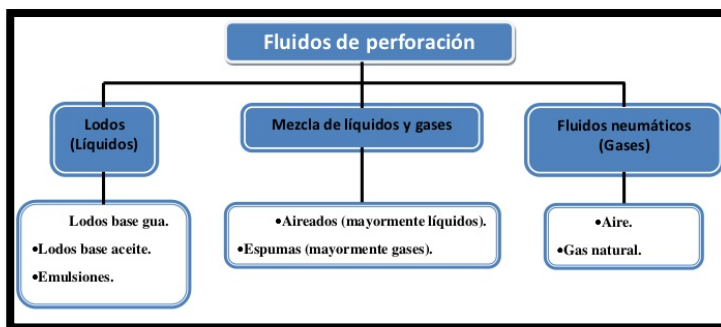 Fluidos de perforación
Lodos
(Líquidos)
Mezcla de líquidos y gases
Fluidos neumáticos
(Gases)
Lodos base gua.
•Lodos base aceite.
•Emulsiones.
•Aireados (mayormente líquidos).
•Espumas (mayormente gases).
•Aire.
•Gas natural.